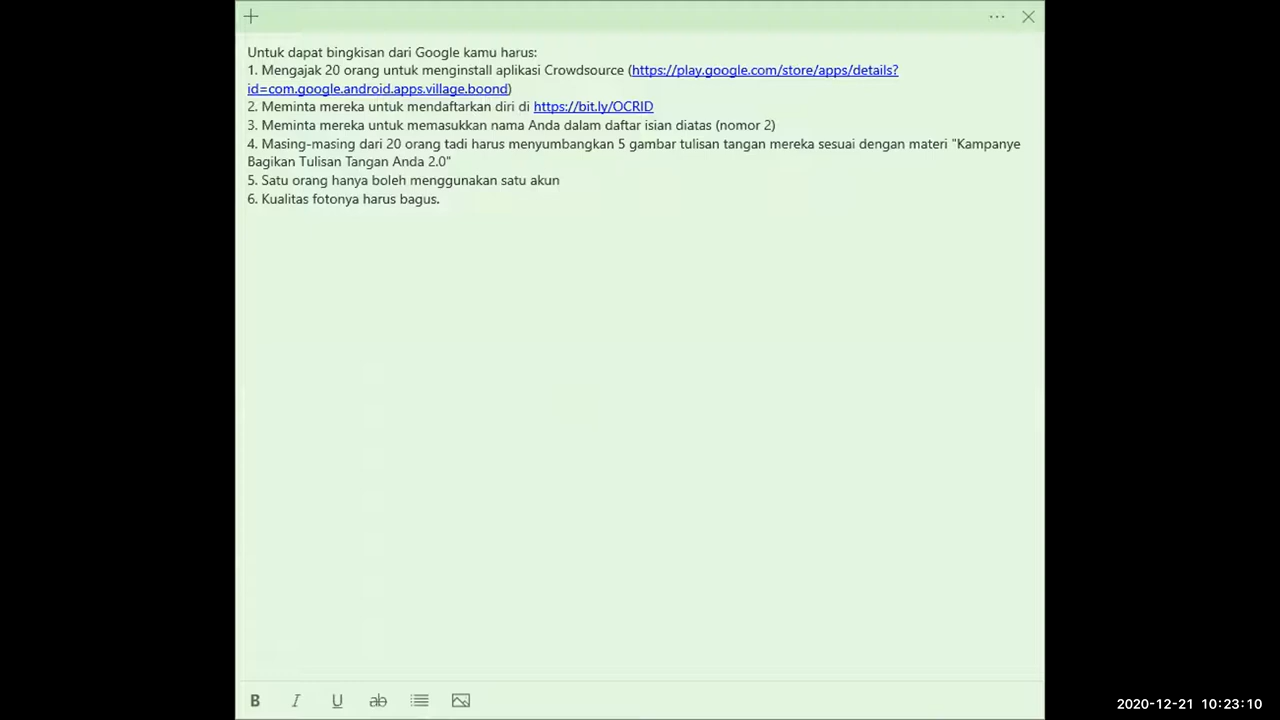 Untuk dapat bingkisan dari Google kamu harus:
1. Mengajak 20 orang untuk menginstall aplikasi Crowdsource (https://play.google.com/store/apps/details?
id=com.google.android.apps.village.boond)
2. Meminta mereka untuk mendaftarkan diri di https://bit.ly/OCRID
3. Meminta mereka untuk memasukkan nama Anda dalam daftar isian diatas (nomor 2)
4. Masing-masing dari 20 orang tadi harus menyumbangkan 5 gambar tulisan tangan mereka sesuai dengan materi "Kampanye
Bagikan Tulisan Tangan Anda 2.0"
5. Satu orang hanya boleh menggunakan satu akun
6. Kualitas fotonya harus bagus.
B I U ab
2020-12-21 10:23:10